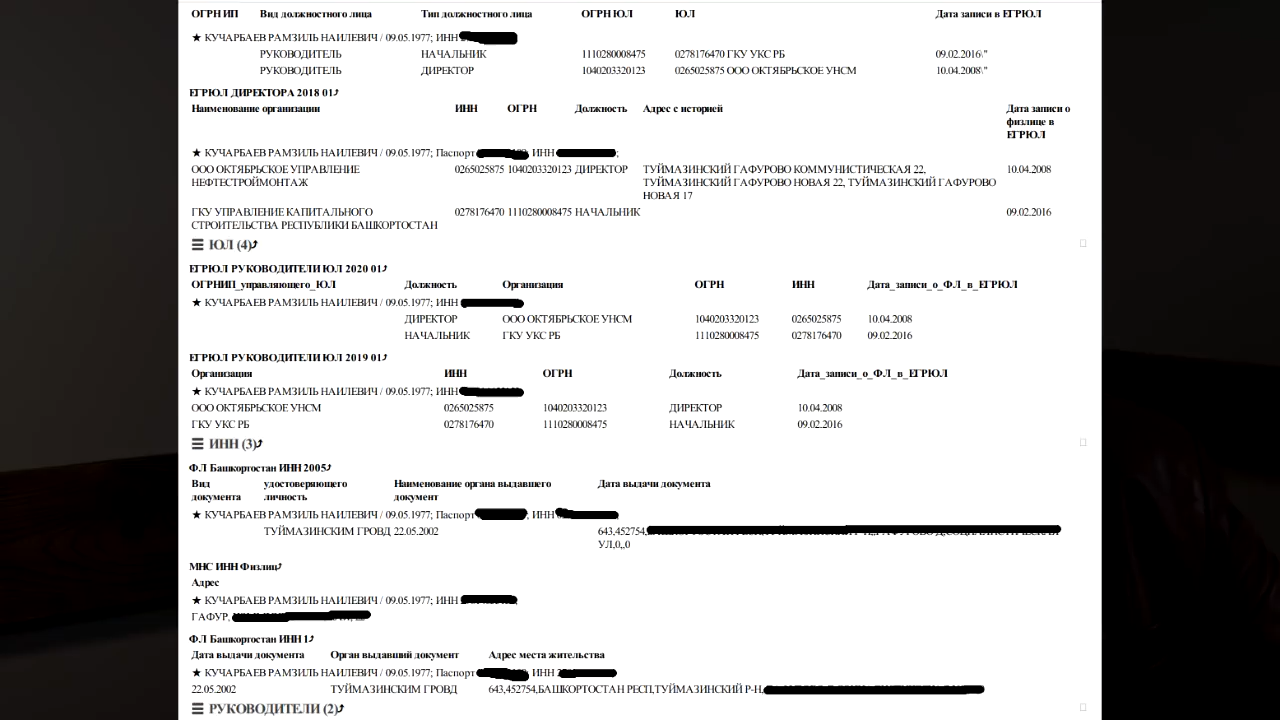 ОГРН ИП Вид должностного лица Тип должностного лица ОГРН ЮЛ ЮЛ Дата записи в ЕГРЮЛ
★ КУЧАРБАЕВ РАМЗИЛЬ НАИЛЕВИЧ / 09.05.1977; ИНН
РУКОВОДИТЕЛЬ НАЧАЛЬНИК 1110280008475 0278176470 ГКУ УКС РБ 09.02.2016\"
РУКОВОДИТЕЛЬ ДИРЕКТОР 1040203320123 0265025875 ООО ОКТЯБРЬСКОЕ УНСМ 10.04.2008\"
ЕГРЮЛ ДИРЕКТОРА 2018 01
Наименование организации ИНН ОГРН Должность Адрес с историей Дата записи о
физлице в
ЕГРЮЛ
★ КУЧАРБАЕВ РАМЗИЛЬ НАИЛЕВИЧ / 09.05.1977; Паспорт , ИНН ;
ООО ОКТЯБРЬСКОЕ УПРАВЛЕНИЕ 0265025875 1040203320123 ДИРЕКТОР ТУЙМАЗИНСКИЙ ГАФУРОВО КОММУНИСТИЧЕСКАЯ 22, 10.04.2008
НЕФТЕСТРОЙМОНТАЖ ТУЙМАЗИНСКИЙ ГАФУРОВО НОВАЯ 22, ТУЙМАЗИНСКИЙ ГАФУРОВО
НОВАЯ 17
ГКУ УПРАВЛЕНИЕ КАПИТАЛЬНОГО 0278176470 1110280008475 НАЧАЛЬНИК 09.02.2016
СТРОИТЕЛЬСТВА РЕСПУБЛИКИ БАШКОРТОСТАН
ЮЛ (4)
ЕГРЮЛ РУКОВОДИТЕЛИ ЮЛ 2020 01
ОГРНИП_управляющего_ЮЛ Должность Организация ОГРН ИНН Дата_записи_о_ФЛ_в_ЕГРЮЛ
★ КУЧАРБАЕВ РАМЗИЛЬ НАИЛЕВИЧ / 09.05.1977; ИНН
ДИРЕКТОР ООО ОКТЯБРЬСКОЕ УНСМ 1040203320123 0265025875 10.04.2008
НАЧАЛЬНИК ГКУ УКС РБ 1110280008475 0278176470 09.02.2016
ЕГРЮЛ РУКОВОДИТЕЛИ ЮЛ 2019 01
Организация ИНН ОГРН Должность Дата_записи_о_ФЛ_в_ЕГРЮЛ
★ КУЧАРБАЕВ РАМЗИЛЬ НАИЛЕВИЧ / 09.05.1977; ИНН
ООО ОКТЯБРЬСКОЕ УНСМ 0265025875 1040203320123 ДИРЕКТОР 10.04.2008
ГКУ УКС РБ 0278176470 1110280008475 НАЧАЛЬНИК 09.02.2016
ИНН (3)
ФЛ Башкортостан ИНН 2005
Вид удостоверяющего Наименование органа выдавшего Дата выдачи документа
документа личность документ
★ КУЧАРБАЕВ РАМЗИЛЬ НАИЛЕВИЧ / 09.05.1977; Паспорт , ИНН
ТУЙМАЗИНСКИМ ГРОВД 22.05.2002 643,452754,
УЛ,0,,0
МНС ИНН Физлиц
Адрес
★ КУЧАРБАЕВ РАМЗИЛЬ НАИЛЕВИЧ / 09.05.1977; ИНН
ГАФУР,
ФЛ Башкортостан ИНН 1
Дата выдачи документа Орган выдавший документ Адрес места жительства
★ КУЧАРБАЕВ РАМЗИЛЬ НАИЛЕВИЧ / 09.05.1977; Паспорт , ИНН
22.05.2002 ТУЙМАЗИНСКИМ ГРОВД 643,452754,БАШКОРТОСТАН РЕСП,ТУЙМАЗИНСКИЙ Р-Н,
РУКОВОДИТЕЛИ (2)